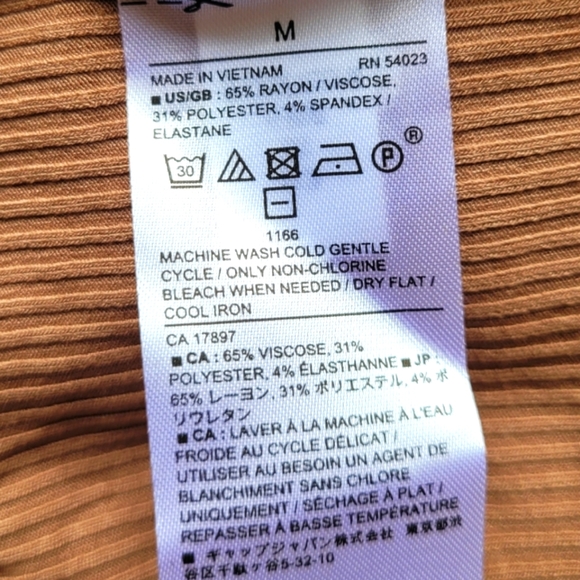 M
MADE IN VIETNAM RN 54023
■ US/GB : 65% RAYON / VISCOSE,
31% POLYESTER, 4% SPANDEX /
ELASTANE
30 P ®
1166
MACHINE WASH COLD GENTLE
CYCLE / ONLY NON-CHLORINE
BLEACH WHEN NEEDED / DRY FLAT /
COOL IRON
CA 17897
■ CA : 65% VISCOSE, 31%
POLYESTER, 4% ÉLASTHANNE ■ JP :
65% レーヨン, 31% ポリエステル, 4% ポ
リウレタン
■ CA : LAVER À LA MACHINE À L'EAU
FROIDE AU CYCLE DÉLICAT /
UTILISER AU BESOIN UN AGENT DE
BLANCHIMENT SANS CHLORE
UNIQUEMENT / SÉCHAGE À PLAT /
REPASSER À BASSE TEMPÉRATURE
■ ギャップジャパン株式会社 東京都渋
谷区千駄ヶ谷5-32-10